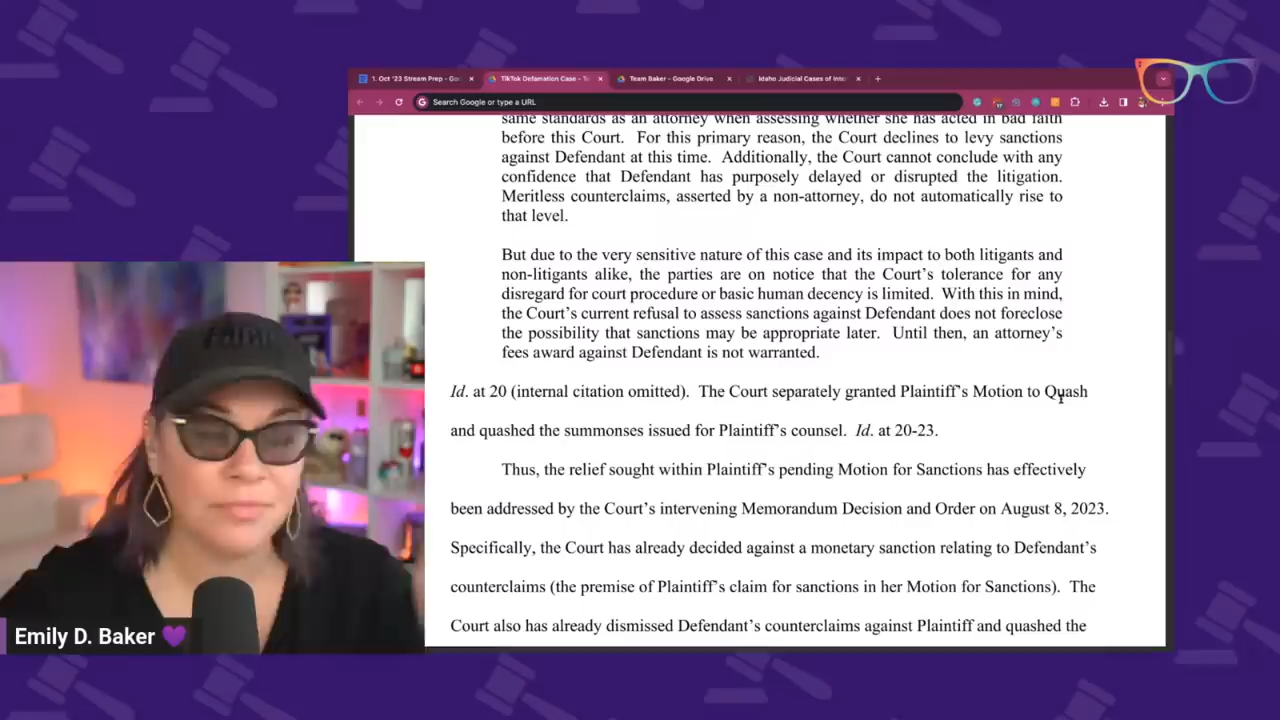 1. Oct '23 Stream Prep - Go
TikTok Defamation Case - T
Team Baker - Google Drive
Idaho Judicial Cases of Inte
Search Google or type a URL
same standards as an attorney when assessing whether she has acted in bad faith
before this Court. For this primary reason, the Court declines to levy sanctions
against Defendant at this time. Additionally, the Court cannot conclude with any
confidence that Defendant has purposely delayed or disrupted the litigation.
Meritless counterclaims, asserted by a non-attorney, do not automatically rise to
that level.
But due to the very sensitive nature of this case and its impact to both litigants and
non-litigants alike, the parties are on notice that the Court's tolerance for any
disregard for court procedure or basic human decency is limited. With this in mind,
the Court's current refusal to assess sanctions against Defendant does not foreclose
the possibility that sanctions may be appropriate later. Until then, an attorney's
fees award against Defendant is not warranted.
Id. at 20 (internal citation omitted). The Court separately granted Plaintiff's Motion to Quash
and quashed the summonses issued for Plaintiff's counsel. Id. at 20-23.
Thus, the relief sought within Plaintiff's pending Motion for Sanctions has effectively
been addressed by the Court's intervening Memorandum Decision and Order on August 8, 2023.
Specifically, the Court has already decided against a monetary sanction relating to Defendant's
counterclaims (the premise of Plaintiff's claim for sanctions in her Motion for Sanctions). The
Court also has already dismissed Defendant's counterclaims against Plaintiff and quashed the
Emily D. Baker